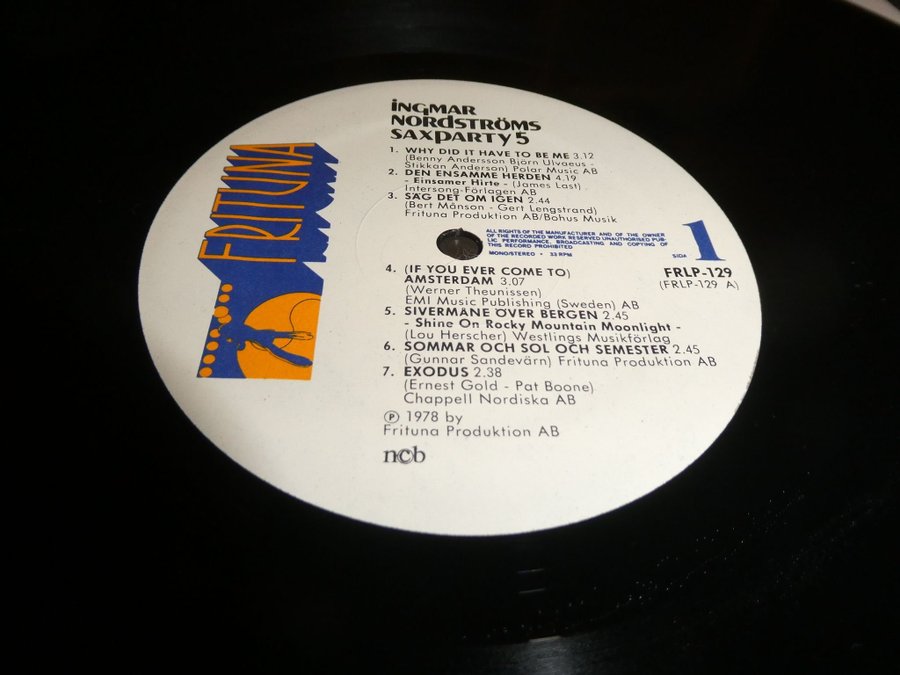 FRITUNA
iNGMAR
NORdSTRÖMS
SAXPARTY 5
1. WHY DID IT HAVE TO BE ME 3.12
(Benny Andersson Björn Ulvaeus -
Stikkan Anderson) Polar Music AB
2. DEN ENSAMME HERDEN 4.19
- Einsamer Hirte - (James Last)
Intersong-Förlagen AB
3. SÄG DET OM IGEN 2.44
(Bert Månson - Gert Lengstrand)
Frituna Produktion AB/Bohus Musik
ALL RIGHTS OF THE MANUFACTURER AND OF THE OWNER
OF THE RECORDED WORK RESERVED UNAUTHORISED PUB-
LIC PERFORMANCE, BROADCASTING AND COPYING OF
THIS RECORD PROHIBITED
MONO/STEREO • 33 RPM
SIDA 1
FRLP-129
(FRLP-129 A)
4. (IF YOU EVER COME TO)
AMSTERDAM 3.07
(Werner Theunissen)
EMI Music Publishing (Sweden) AB
5. SIVERMÅNE ÖVER BERGEN 2.45
- Shine On Rocky Mountain Moonlight -
(Lou Herscher) Westlings Musikförlag
6. SOMMAR OCH SOL OCH SEMESTER 2.45
(Gunnar Sandevärn) Frituna Produktion AB
7. EXODUS 2.38
(Ernest Gold - Pat Boone)
Chappell Nordiska AB
Ⓟ 1978 by
Frituna Produktion AB
ncb